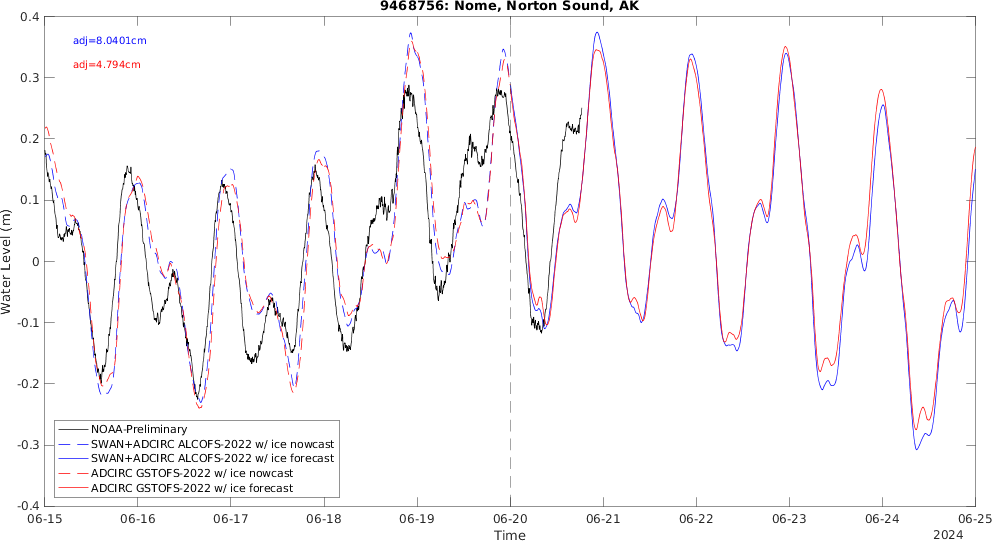 9468756: Nome, Norton Sound, AK
adj=8.0401cm
adj=4.794cm
0.4
0.3
0.2
0.1
0
-0.1
-0.2
-0.3
-0.4
Water Level (m)
NOAA-Preliminary
SWAN+ADCIRC ALCOFS-2022 w/ ice nowcast
SWAN+ADCIRC ALCOFS-2022 w/ ice forecast
ADCIRC GSTOFS-2022 w/ ice nowcast
ADCIRC GSTOFS-2022 w/ ice forecast
06-15 06-16 06-17 06-18 06-19 06-20 06-21 06-22 06-23 06-24 06-25
Time
2024